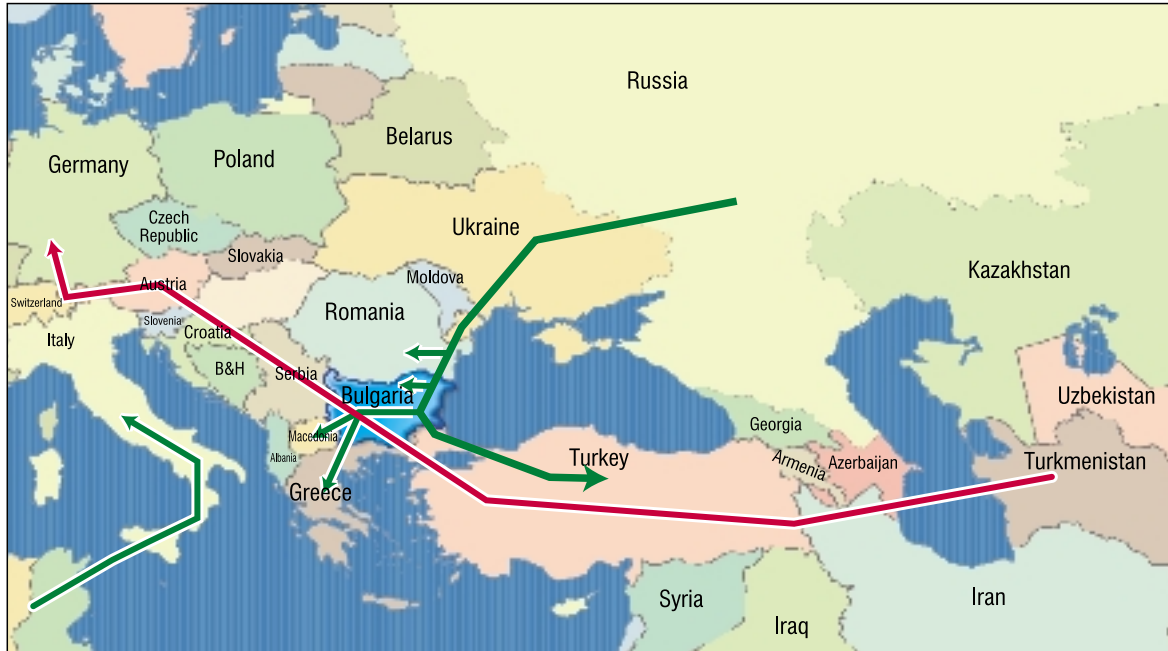 Russia
Belarus
Germany
Poland
Czech
Republic
Ukraine
Slovakia
Kazakhstan
Moldova
Austria
Switzerland
Romania
Slovenia
Croatia
Italy
B&H
Serbia
Bulgaria
Uzbekistan
Georgia
Macedonia
Turkey
Armenia
Azerbaijan
Turkmenistan
Albania
Greece
Syria
Iran
Iraq